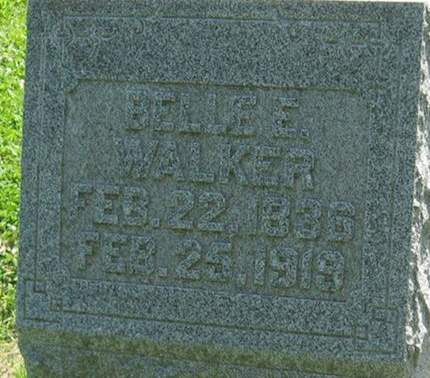 BELLE E.
WALKER
FEB. 22, 1836
FEB. 25, 1919